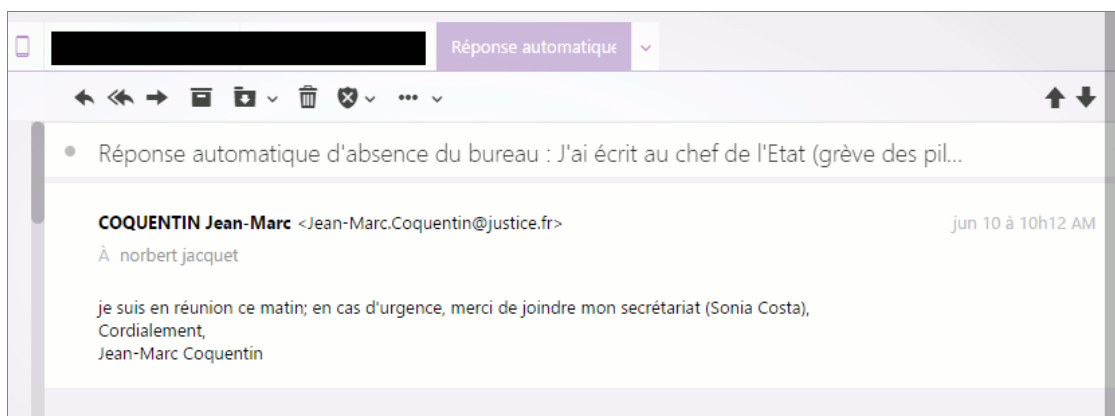 Réponse automatique
Réponse automatique d'absence du bureau : J'ai écrit au chef de l'Etat (grève des pil...
COQUENTIN Jean-Marc <Jean-Marc.Coquentin@justice.fr> jun 10 à 10h12 AM
À norbert jacquet
je suis en réunion ce matin; en cas d'urgence, merci de joindre mon secrétariat (Sonia Costa),
Cordialement,
Jean-Marc Coquentin